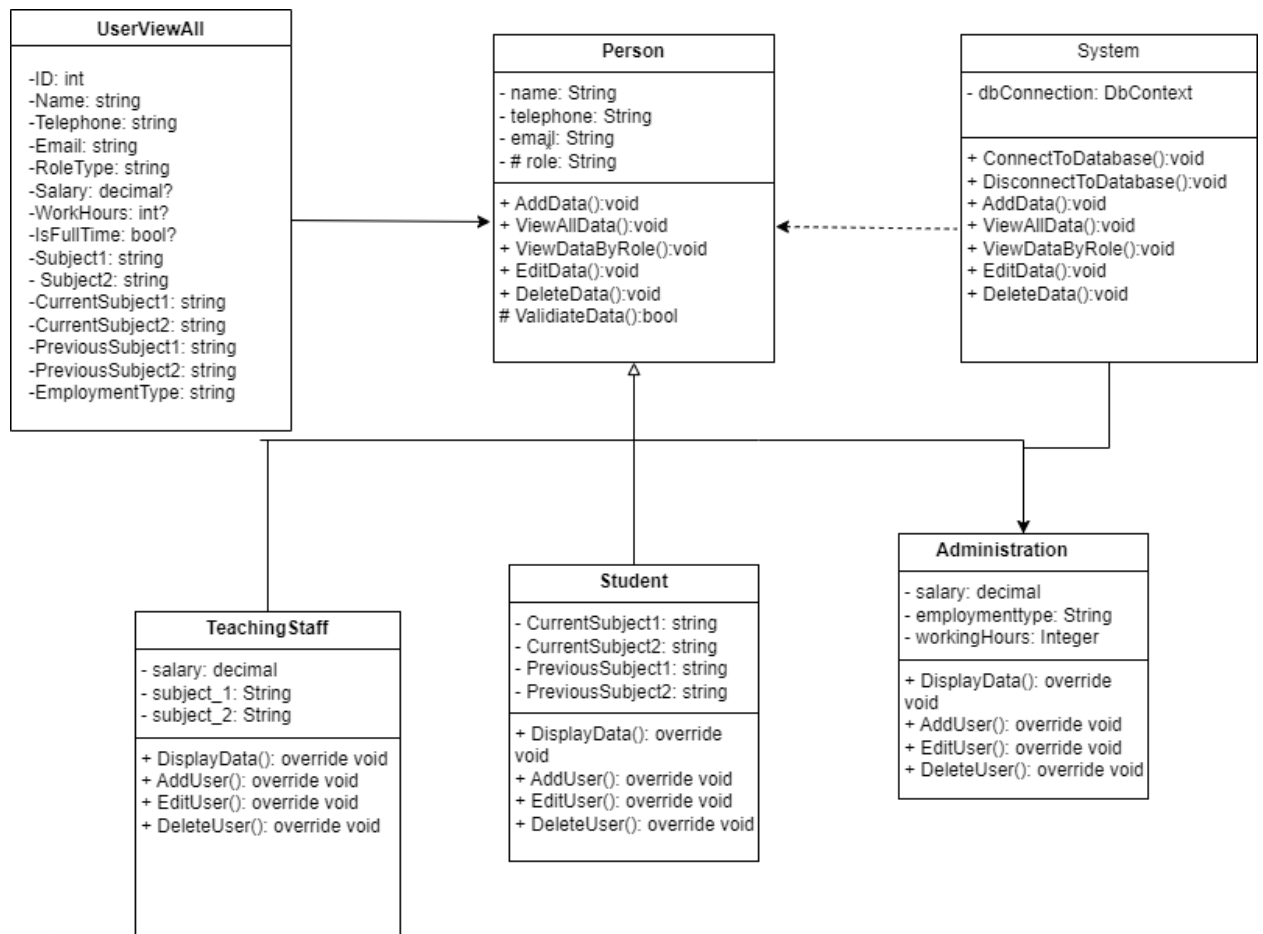 UserViewAll
-ID: int
-Name: string
-Telephone: string
-Email: string
-RoleType: string
-Salary: decimal?
-WorkHours: int?
-IsFullTime: bool?
-Subject1: string
- Subject2: string
-CurrentSubject1: string
-CurrentSubject2: string
-PreviousSubject1: string
-PreviousSubject2: string
-EmploymentType: string
Person
- name: String
- telephone: String
- email: String
- # role: String
+ AddData():void
+ ViewAllData():void
+ ViewDataByRole():void
+ EditData():void
+ DeleteData():void
# ValidiateData():bool
System
- dbConnection: DbContext
+ ConnectToDatabase():void
+ DisconnectToDatabase():void
+ AddData():void
+ ViewAllData():void
+ ViewDataByRole():void
+ EditData():void
+ DeleteData():void
TeachingStaff
- salary: decimal
- subject_1: String
- subject_2: String
+ DisplayData(): override void
+ AddUser(): override void
+ EditUser(): override void
+ DeleteUser(): override void
Student
- CurrentSubject1: string
- CurrentSubject2: string
- PreviousSubject1: string
- PreviousSubject2: string
+ DisplayData(): override
void
+ AddUser(): override void
+ EditUser(): override void
+ DeleteUser(): override void
Administration
- salary: decimal
- employmenttype: String
- workingHours: Integer
+ DisplayData(): override
void
+ AddUser(): override void
+ EditUser(): override void
+ DeleteUser(): override void